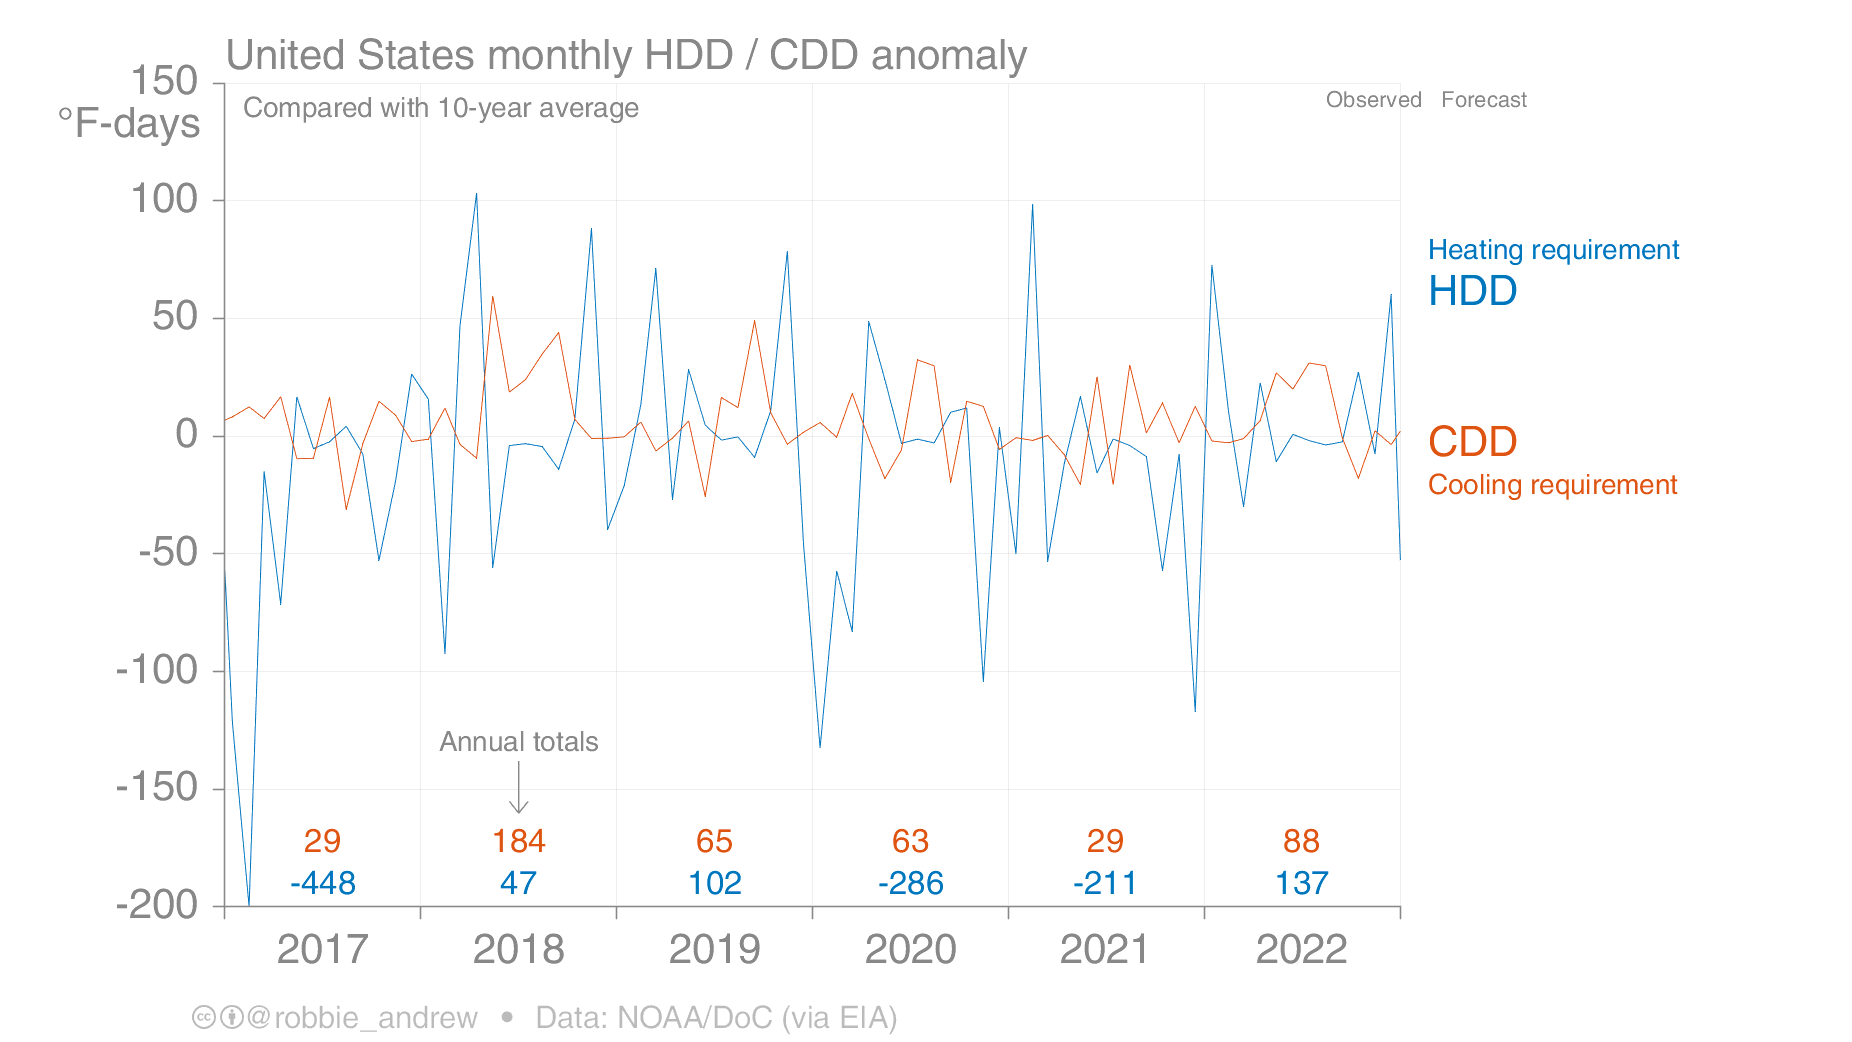 United States monthly HDD / CDD anomaly
150
°F-days
Compared with 10-year average
Observed Forecast
100
50
0
-50
-100
-150
-200
Heating requirement
HDD
CDD
Cooling requirement
Annual totals
29 184 65 63 29 88
-448 47 102 -286 -211 137
2017 2018 2019 2020 2021 2022
@robbie_andrew • Data: NOAA/DoC (via EIA)